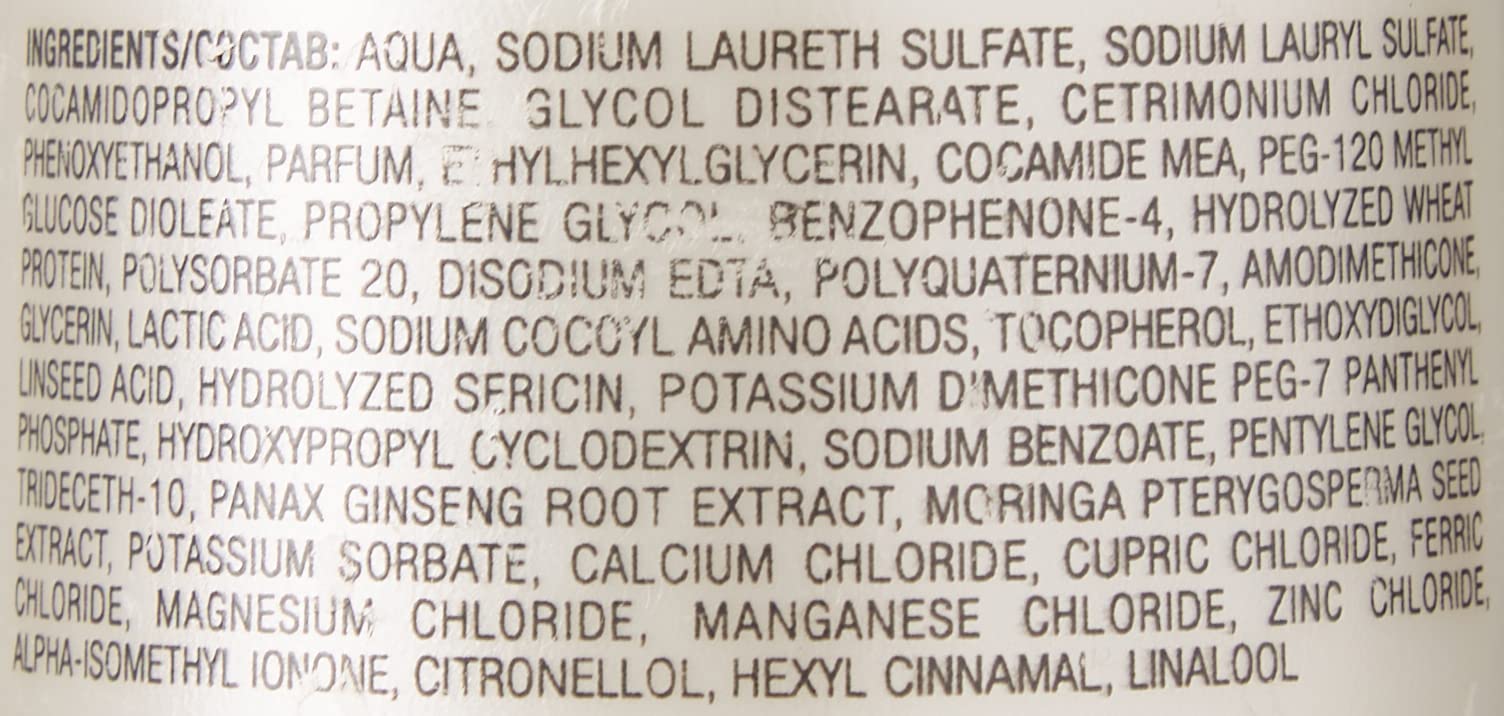 INGREDIENTS/СОСТАВ: AQUA, SODIUM LAURETH SULFATE, SODIUM LAURYL SULFATE,
COCAMIDOPROPYL BETAINE, GLYCOL DISTEARATE, CETRIMONIUM CHLORIDE,
PHENOXYETHANOL, PARFUM, ETHYLHEXYLGLYCERIN, COCAMIDE MEA, PEG-120 METHYL
GLUCOSE DIOLEATE, PROPYLENE GLYCOL, BENZOPHENONE-4, HYDROLYZED WHEAT
PROTEIN, POLYSORBATE 20, DISODIUM EDTA, POLYQUATERNIUM-7, AMODIMETHICONE,
GLYCERIN, LACTIC ACID, SODIUM COCOYL AMINO ACIDS, TOCOPHEROL, ETHOXYDIGLYCOL,
LINSEED ACID, HYDROLYZED SERICIN, POTASSIUM DIMETHICONE PEG-7 PANTHENYL
PHOSPHATE, HYDROXYPROPYL CYCLODEXTRIN, SODIUM BENZOATE, PENTYLENE GLYCOL,
TRIDECETH-10, PANAX GINSENG ROOT EXTRACT, MORINGA PTERYGOSPERMA SEED
EXTRACT, POTASSIUM SORBATE, CALCIUM CHLORIDE, CUPRIC CHLORIDE, FERRIC
CHLORIDE, MAGNESIUM CHLORIDE, MANGANESE CHLORIDE, ZINC CHLORIDE,
ALPHA-ISOMETHYL IONONE, CITRONELLOL, HEXYL CINNAMAL, LINALOOL